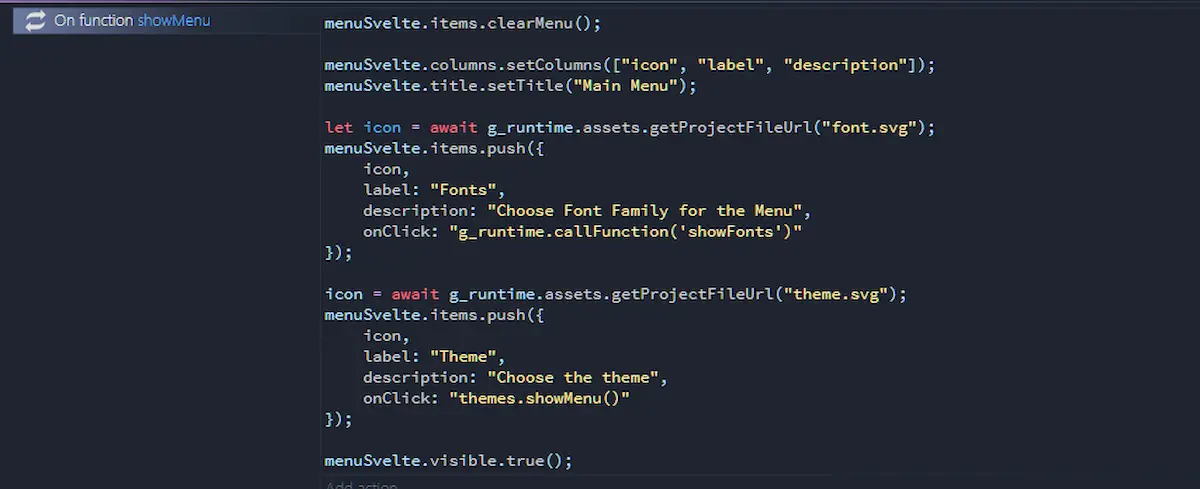 On function showMenu
menuSvelte.items.clearMenu();
menuSvelte.columns.setColumns(["icon", "label", "description"]);
menuSvelte.title.setTitle("Main Menu");
let icon = await g_runtime.assets.getProjectFileUrl("font.svg");
menuSvelte.items.push({
    icon,
    label: "Fonts",
    description: "Choose Font Family for the Menu",
    onClick: "g_runtime.callFunction('showFonts')"
});
icon = await g_runtime.assets.getProjectFileUrl("theme.svg");
menuSvelte.items.push({
    icon,
    label: "Theme",
    description: "Choose the theme",
    onClick: "themes.showMenu()"
});
menuSvelte.visible.true();
Add action